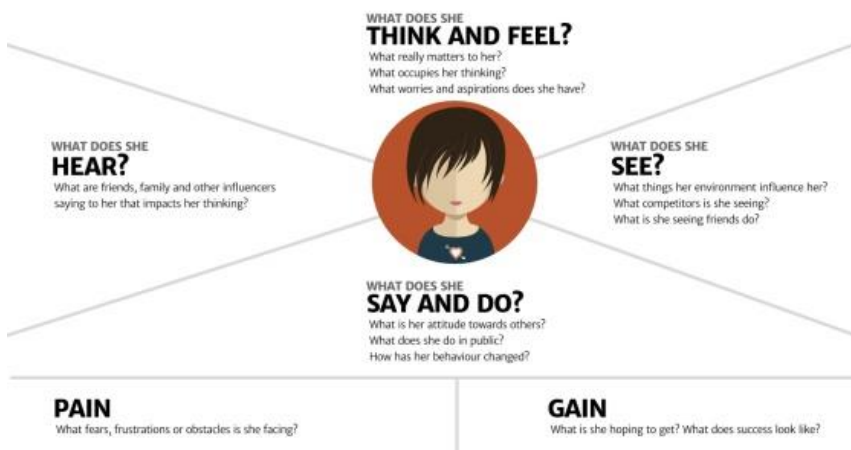 WHAT DOES SHE
THINK AND FEEL?
What really matters to her?
What occupies her thinking?
What worries and aspirations does she have?
WHAT DOES SHE
HEAR?
What are friends, family and other influencers
saying to her that impacts her thinking?
WHAT DOES SHE
SEE?
What things her environment influence her?
What competitors is she seeing?
What is she seeing friends do?
WHAT DOES SHE
SAY AND DO?
What is her attitude towards others?
What does she do in public?
How has her behaviour changed?
PAIN
What fears, frustrations or obstacles is she facing?
GAIN
What is she hoping to get? What does success look like?